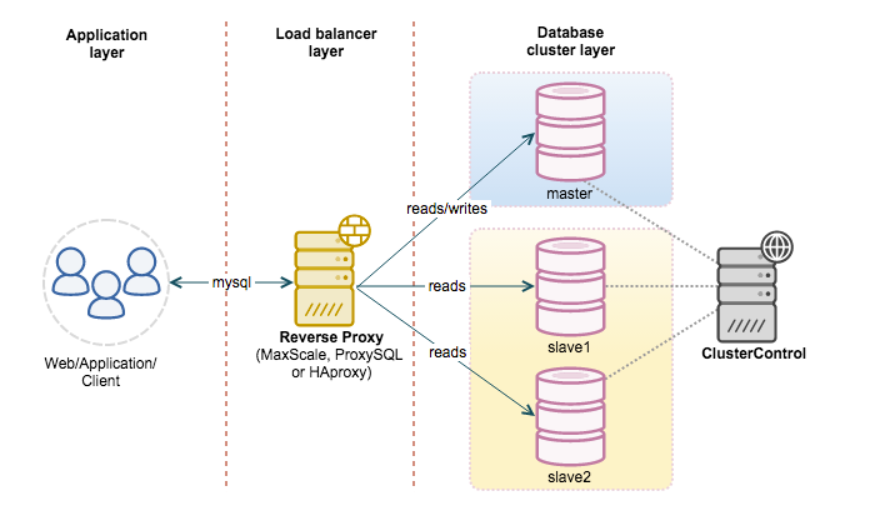 Application
layer
Load balancer
layer
Database
cluster layer
master
reads/writes
mysql
reads
reads
slave1
slave2
Reverse Proxy
(MaxScale, ProxySQL
or HAproxy)
Web/Application/
Client
ClusterControl